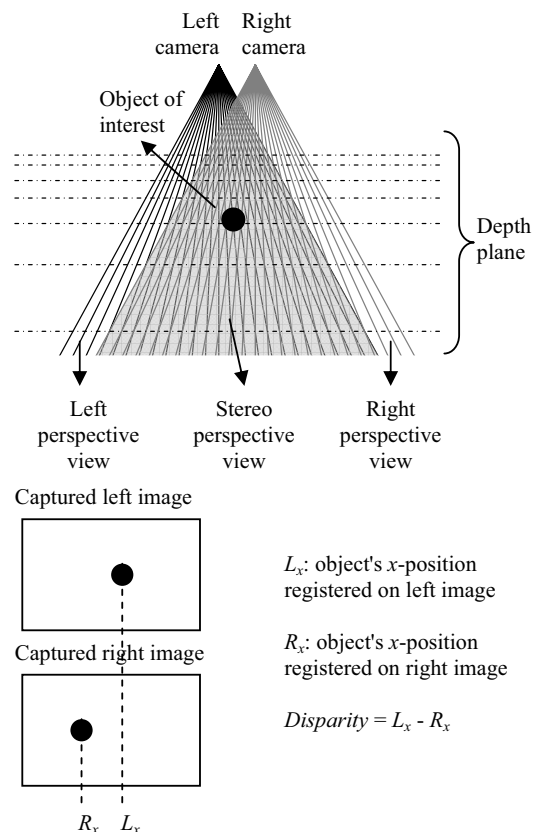 Left
camera
Right
camera
Object of
interest
Depth
plane
Left
perspective
view
Stereo
perspective
view
Right
perspective
view
Captured left image
Lx: object's x-position
registered on left image
Captured right image
Rx: object's x-position
registered on right image
Disparity = Lx - Rx
Rx Lx